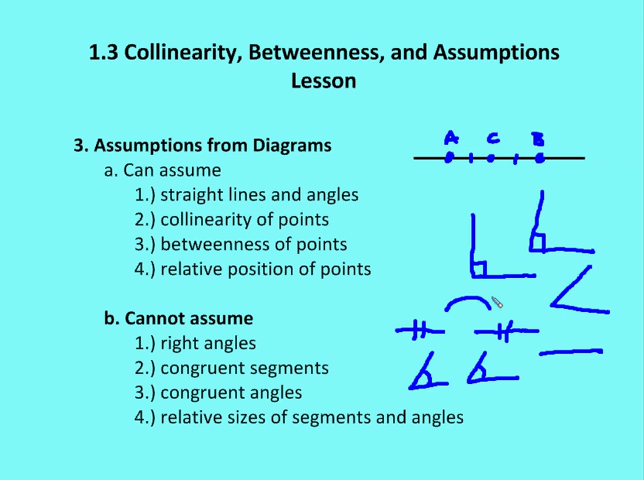 1.3 Collinearity, Betweenness, and Assumptions
Lesson
3. Assumptions from Diagrams
a. Can assume
1.) straight lines and angles
2.) collinearity of points
3.) betweenness of points
4.) relative position of points
b. Cannot assume
1.) right angles
2.) congruent segments
3.) congruent angles
4.) relative sizes of segments and angles
A C B